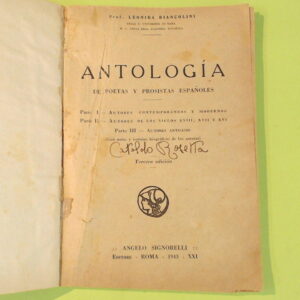 Prof. LEONIDA BIANCOLINI
ANTOLOGÍA
DE POETAS Y PROSISTAS ESPAÑOLES
Parte I - AUTORES CONTEMPORÁNEOS Y MODERNOS
Parte II - AUTORES DE LOS SIGLOS XVIII, XVII Y XVI
Parte III - AUTORES ANTIGUOS
Rosetta
Tercera edición
ANGELO SIGNORELLI
EDITORE - ROMA - 1943 - XXI